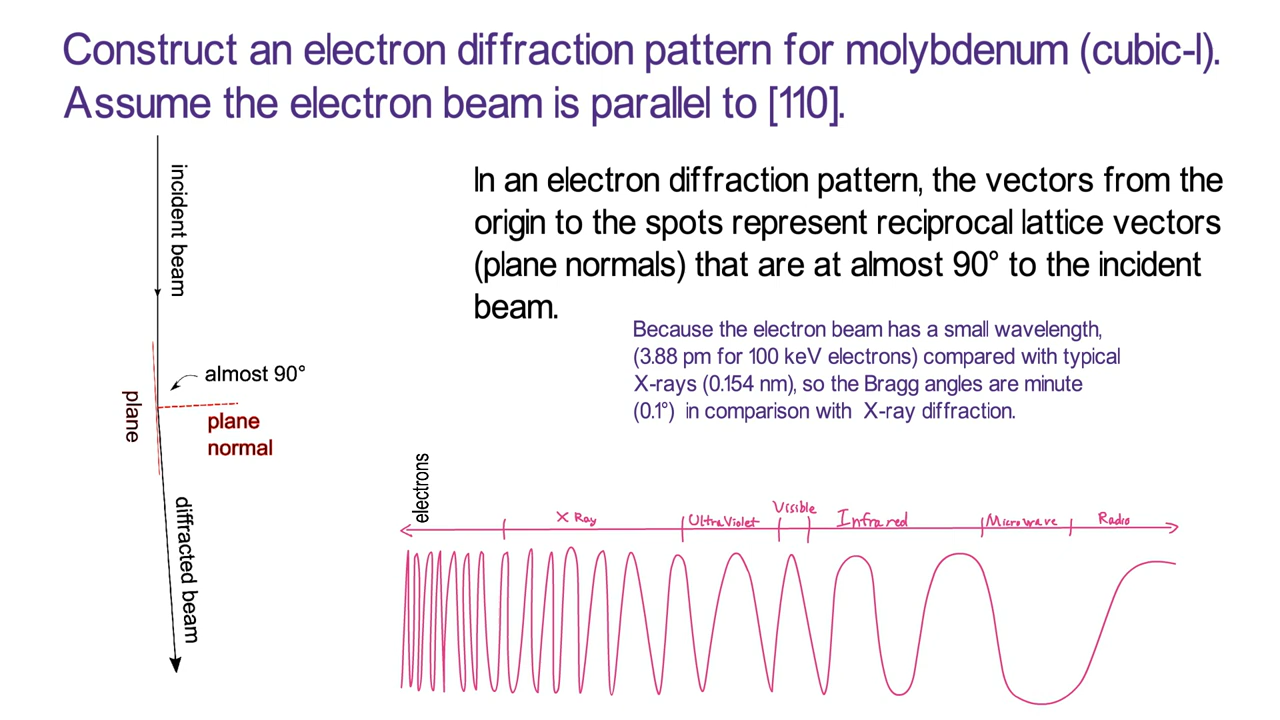 Construct an electron diffraction pattern for molybdenum (cubic-I).
Assume the electron beam is parallel to [110].
incident beam
almost 90°
plane
plane
normal
diffracted beam
In an electron diffraction pattern, the vectors from the
origin to the spots represent reciprocal lattice vectors
(plane normals) that are at almost 90° to the incident
beam.
Because the electron beam has a small wavelength,
(3.88 pm for 100 keV electrons) compared with typical
X-rays (0.154 nm), so the Bragg angles are minute
(0.1°) in comparison with X-ray diffraction.
electrons
X Ray
UltraViolet
Visible
Infrared
Microwave
Radio